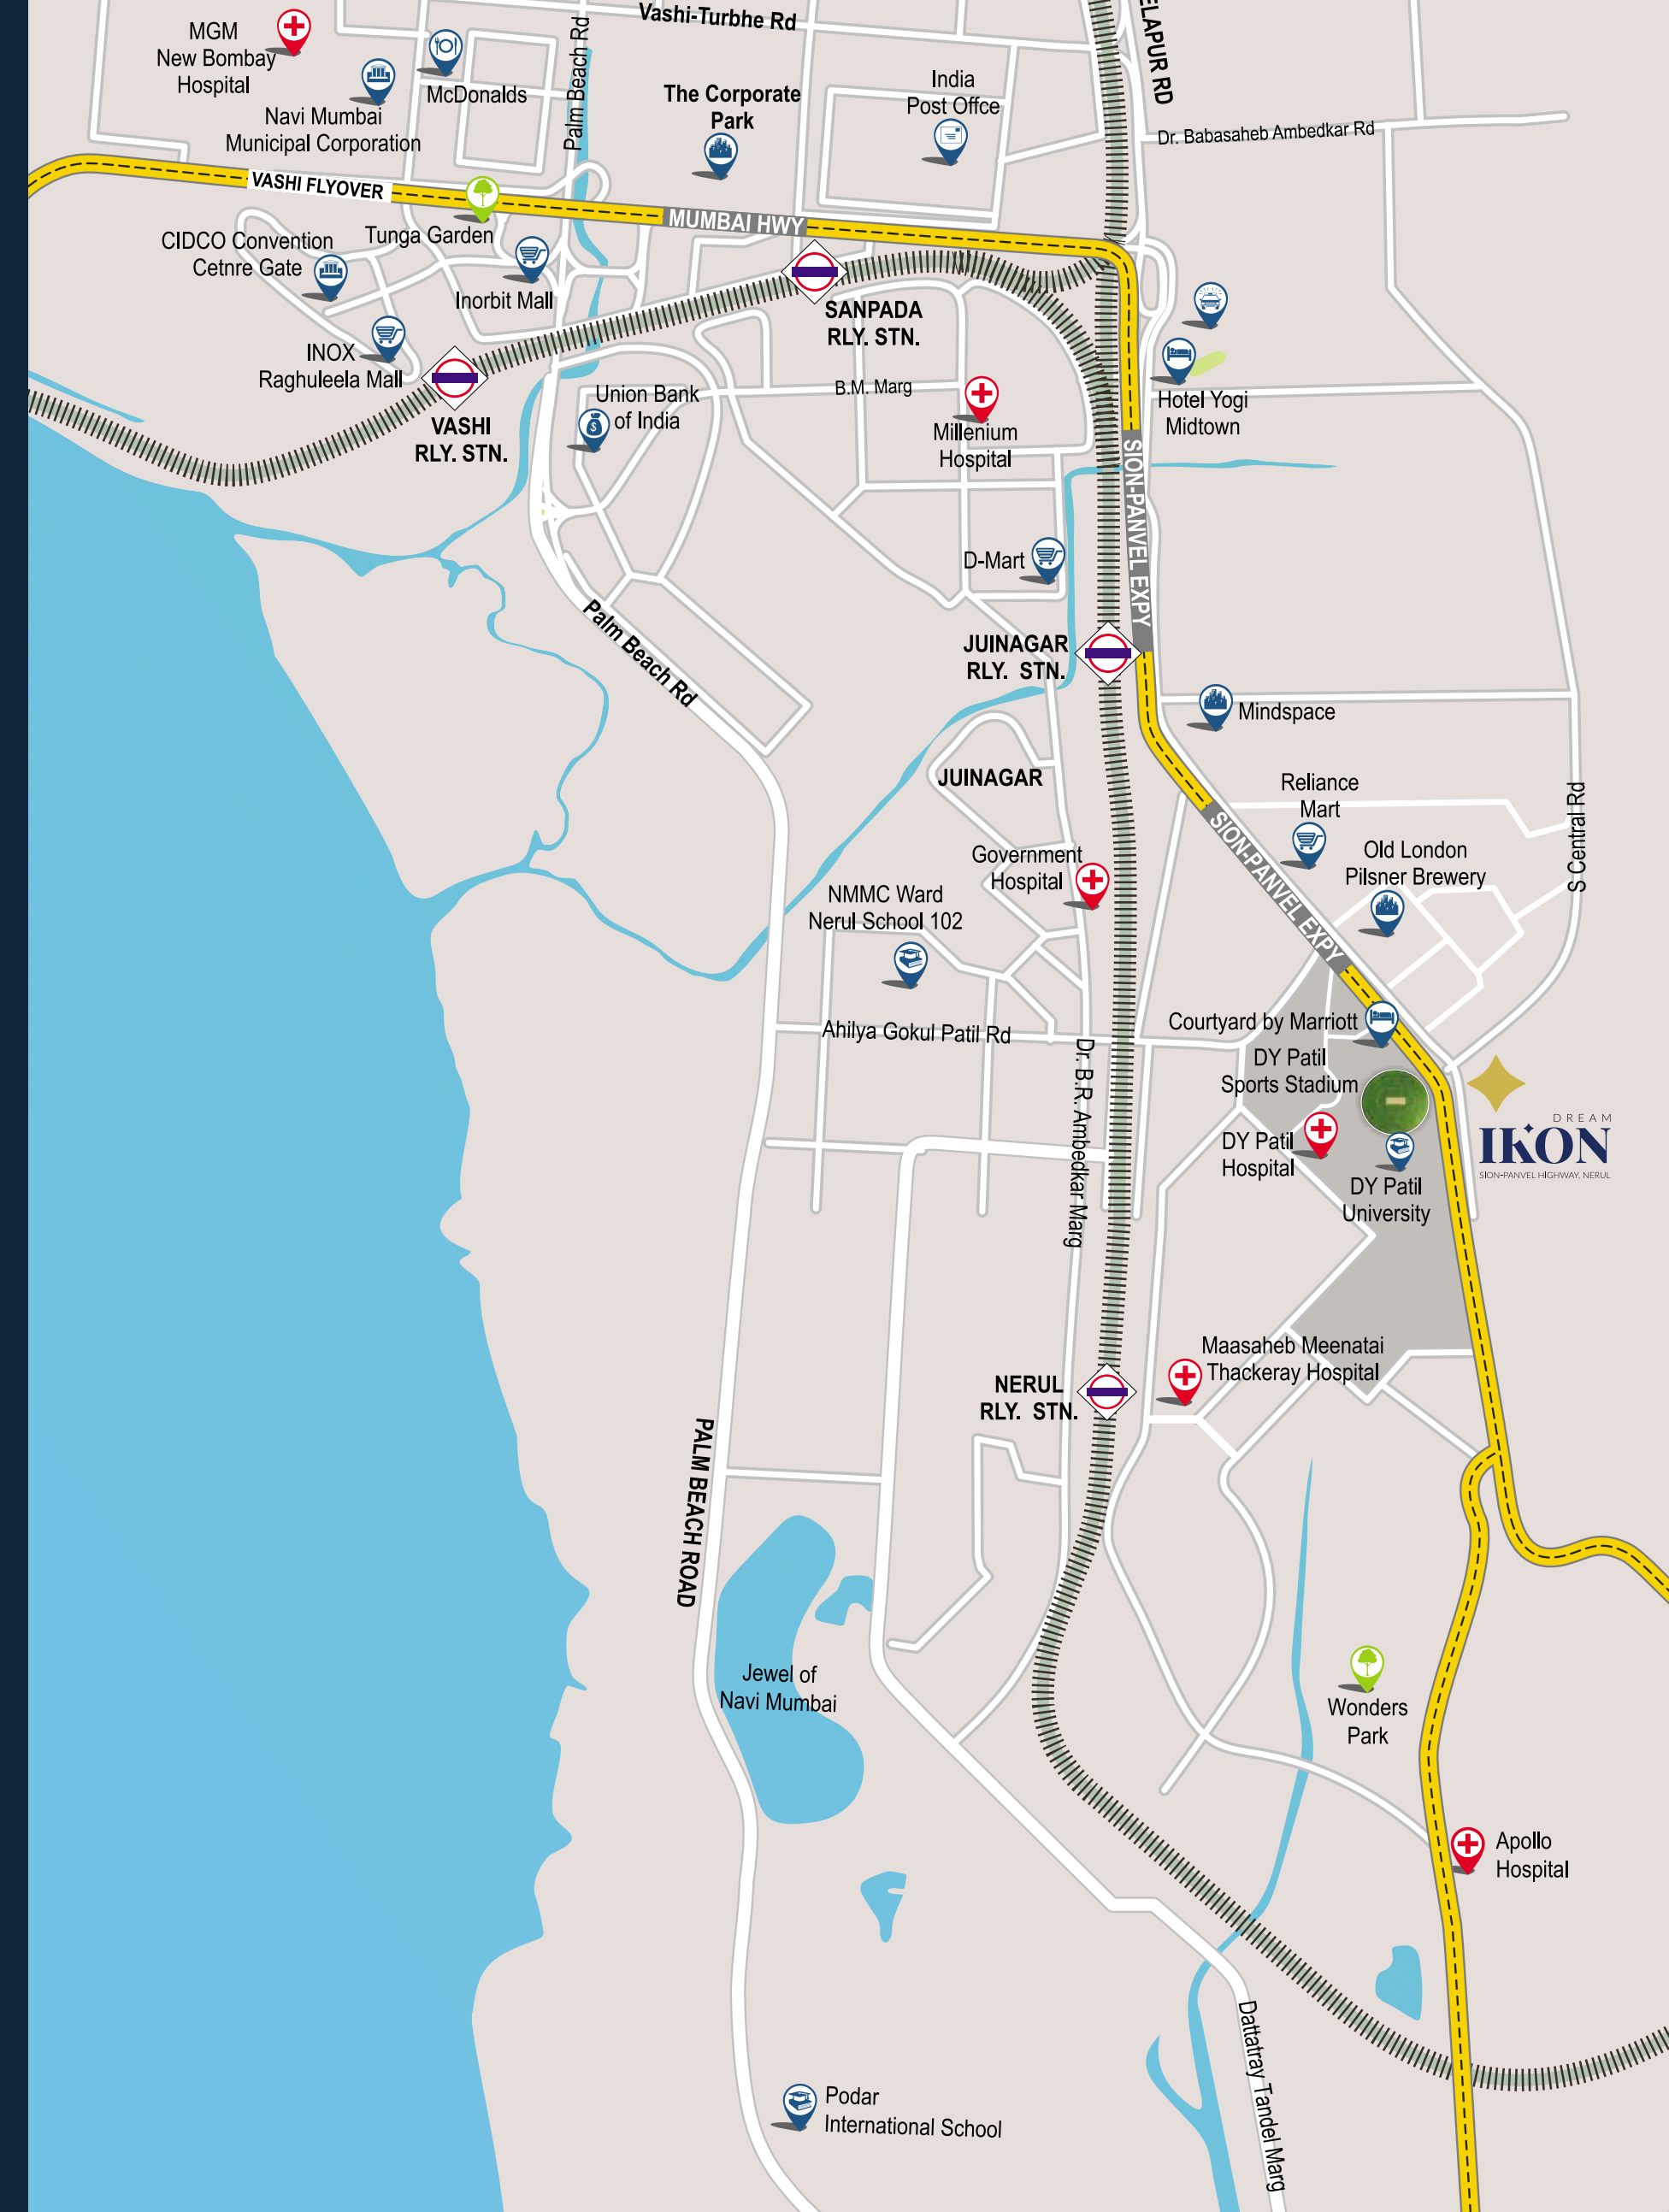 Vashi-Turbhe Rd
ELAPUR RD
MGM
New Bombay
Hospital
McDonalds
Palm Beach Rd
Navi Mumbai
Municipal Corporation
The Corporate
Park
India
Post Offce
Dr. Babasaheb Ambedkar Rd
VASHI FLYOVER
MUMBAI HWY
Tunga Garden
CIDCO Convention
Cetnre Gate
Inorbit Mall
SANPADA
RLY. STN.
INOX
Raghuleela Mall
VASHI
RLY. STN.
Union Bank
of India
B.M. Marg
Millenium
Hospital
Hotel Yogi
Midtown
SION-PANVEL EXPY
D-Mart
Palm Beach Rd
JUINAGAR
RLY. STN.
Mindspace
JUINAGAR
Reliance
Mart
S Central Rd
SION-PANVEL EXPY
Old London
Pilsner Brewery
Government
Hospital
NMMC Ward
Nerul School 102
Ahilya Gokul Patil Rd
Courtyard by Marriott
DY Patil
Sports Stadium
Dr. B.R. Ambedkar Marg
DY Patil
Hospital
DY Patil
University
DREAM
IKON
SION-PANVEL HIGHWAY, NERUL
Maasaheb Meenatai
Thackeray Hospital
NERUL
RLY. STN.
PALM BEACH ROAD
Jewel of
Navi Mumbai
Wonders
Park
Apollo
Hospital
Dattatray Tandel Marg
Podar
International School